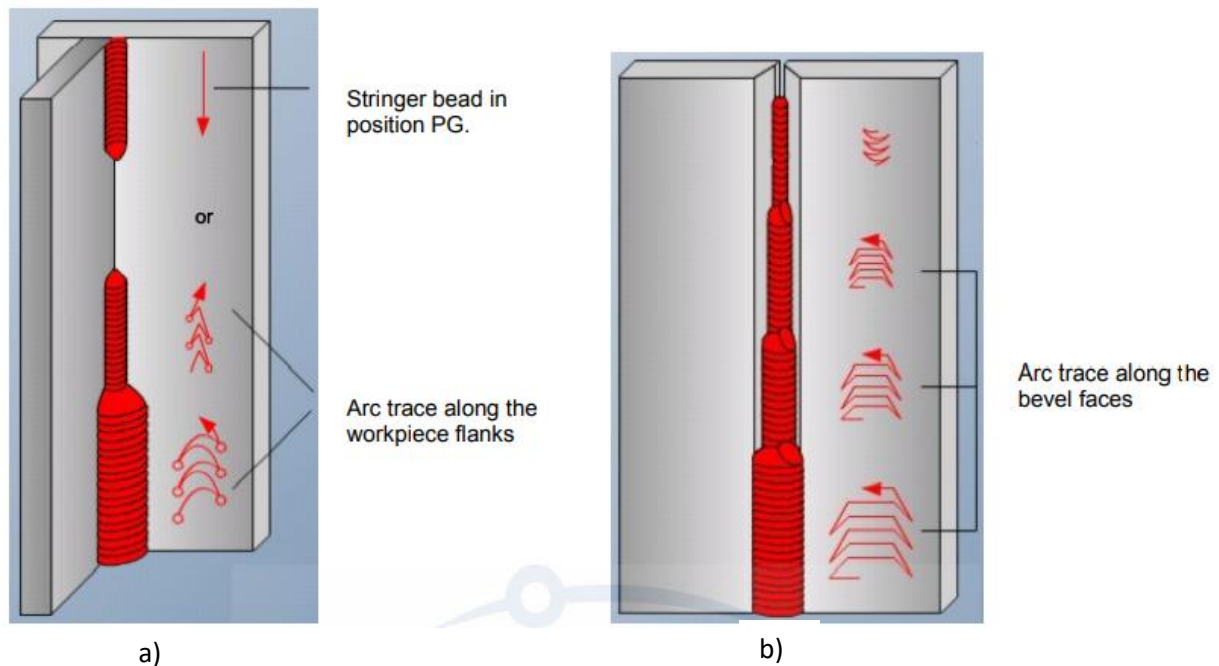 Stringer bead in
position PG.
or
Arc trace along the
workpiece flanks
Arc trace along the
bevel faces
a)
b)